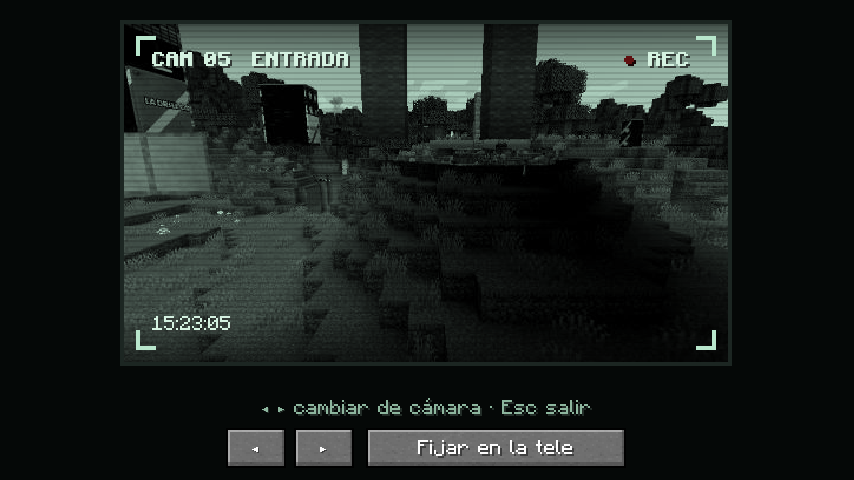 CAM 05 ENTRADA
REC
15:23:05
◂ ▸ cambiar de cámara · Esc salir
◂
▸
Fijar en la tele